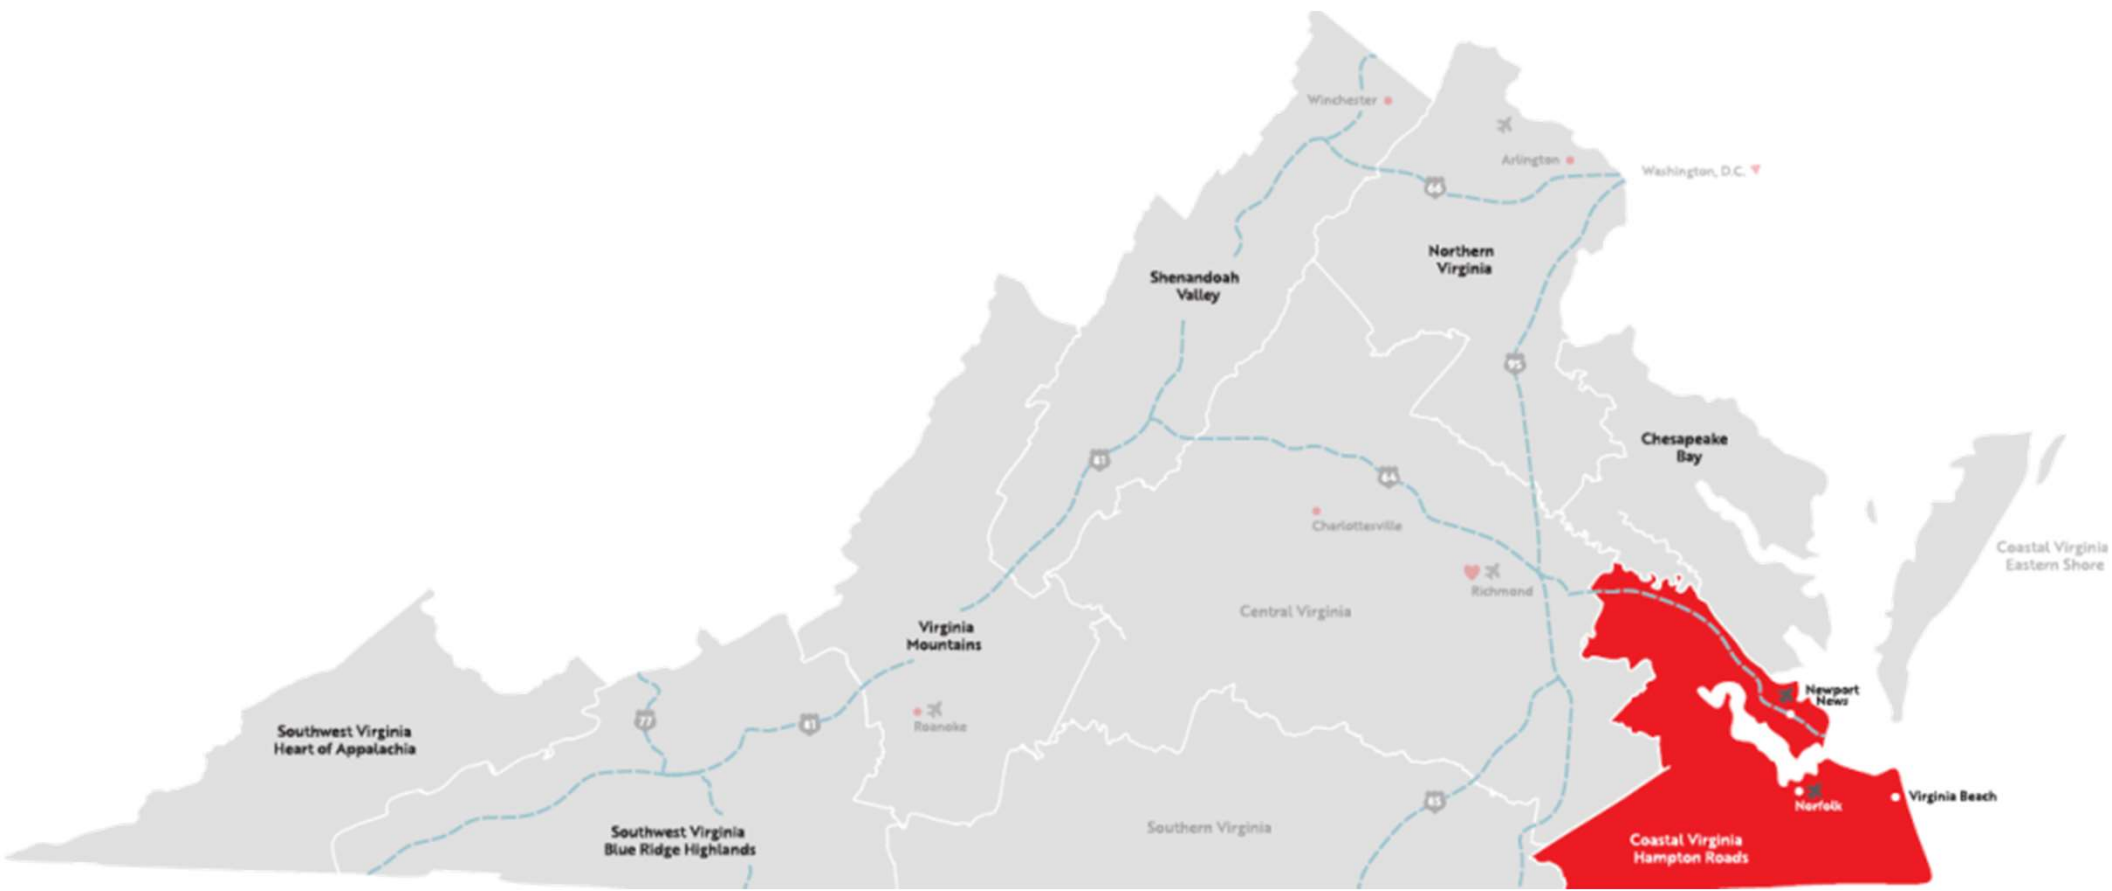 Winchester
Arlington
Washington, D.C.
66
Northern
Virginia
Shenandoah
Valley
95
Chesapeake
Bay
81
64
Charlottesville
Coastal Virginia
Eastern Shore
Richmond
Central Virginia
Virginia
Mountains
Newport
News
Roanoke
77
81
Southwest Virginia
Heart of Appalachia
Virginia Beach
Norfolk
85
Southern Virginia
Southwest Virginia
Blue Ridge Highlands
Coastal Virginia
Hampton Roads